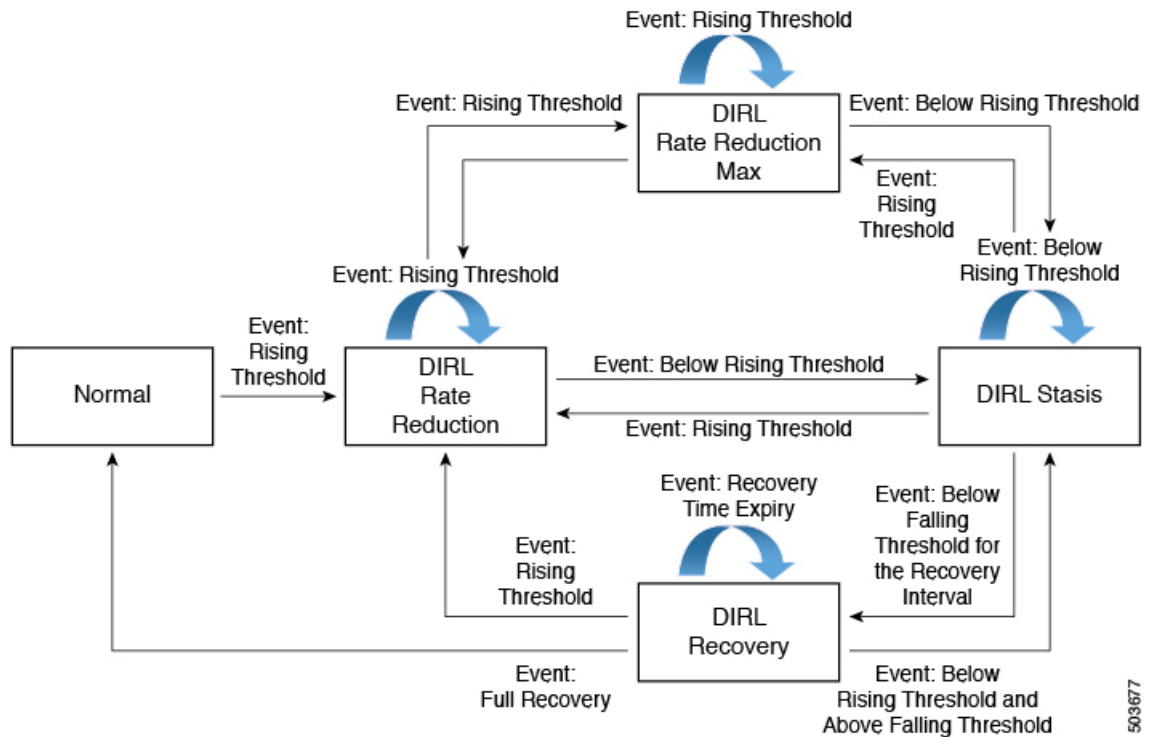 Event: Rising Threshold
Event: Rising Threshold
DIRL
Rate Reduction
Max
Event: Below Rising Threshold
Event:
Rising
Threshold
Event: Below
Rising Threshold
Event: Rising Threshold
Event:
Rising
Threshold
Normal
DIRL
Rate
Reduction
Event: Below Rising Threshold
Event: Rising Threshold
DIRL Stasis
Event: Recovery
Time Expiry
Event: Below
Falling
Threshold for
the Recovery
Interval
Event:
Rising
Threshold
DIRL
Recovery
Event:
Full Recovery
Event: Below
Rising Threshold and
Above Falling Threshold
503677